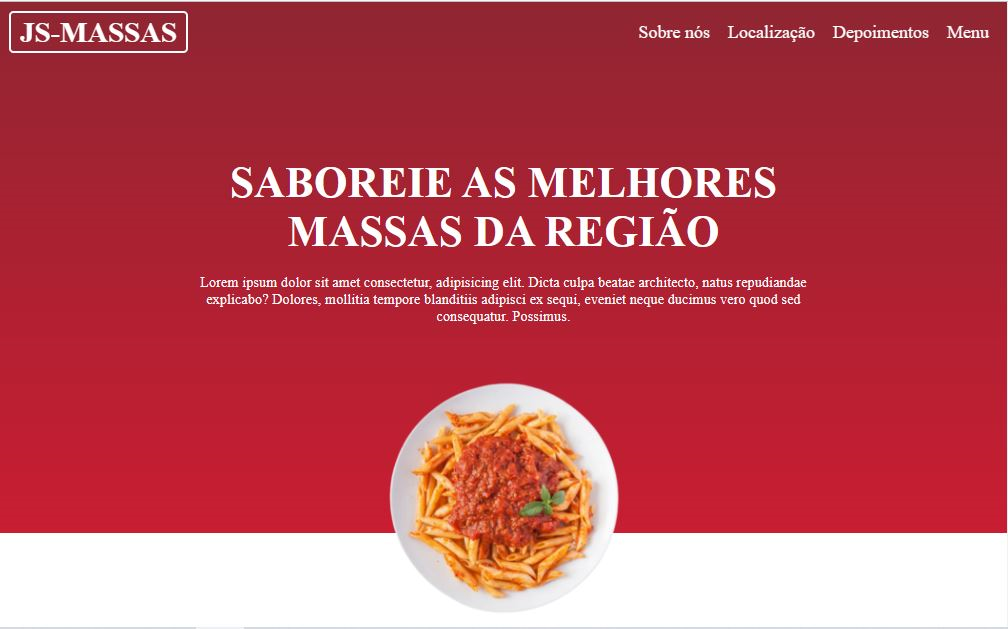 JS-MASSAS
Sobre nós Localização Depoimentos Menu
SABOREIE AS MELHORES
MASSAS DA REGIÃO
Lorem ipsum dolor sit amet consectetur, adipisicing elit. Dicta culpa beatae architecto, natus repudiandae
explicabo? Dolores, mollitia tempore blanditiis adipisci ex sequi, eveniet neque ducimus vero quod sed
consequatur. Possimus.